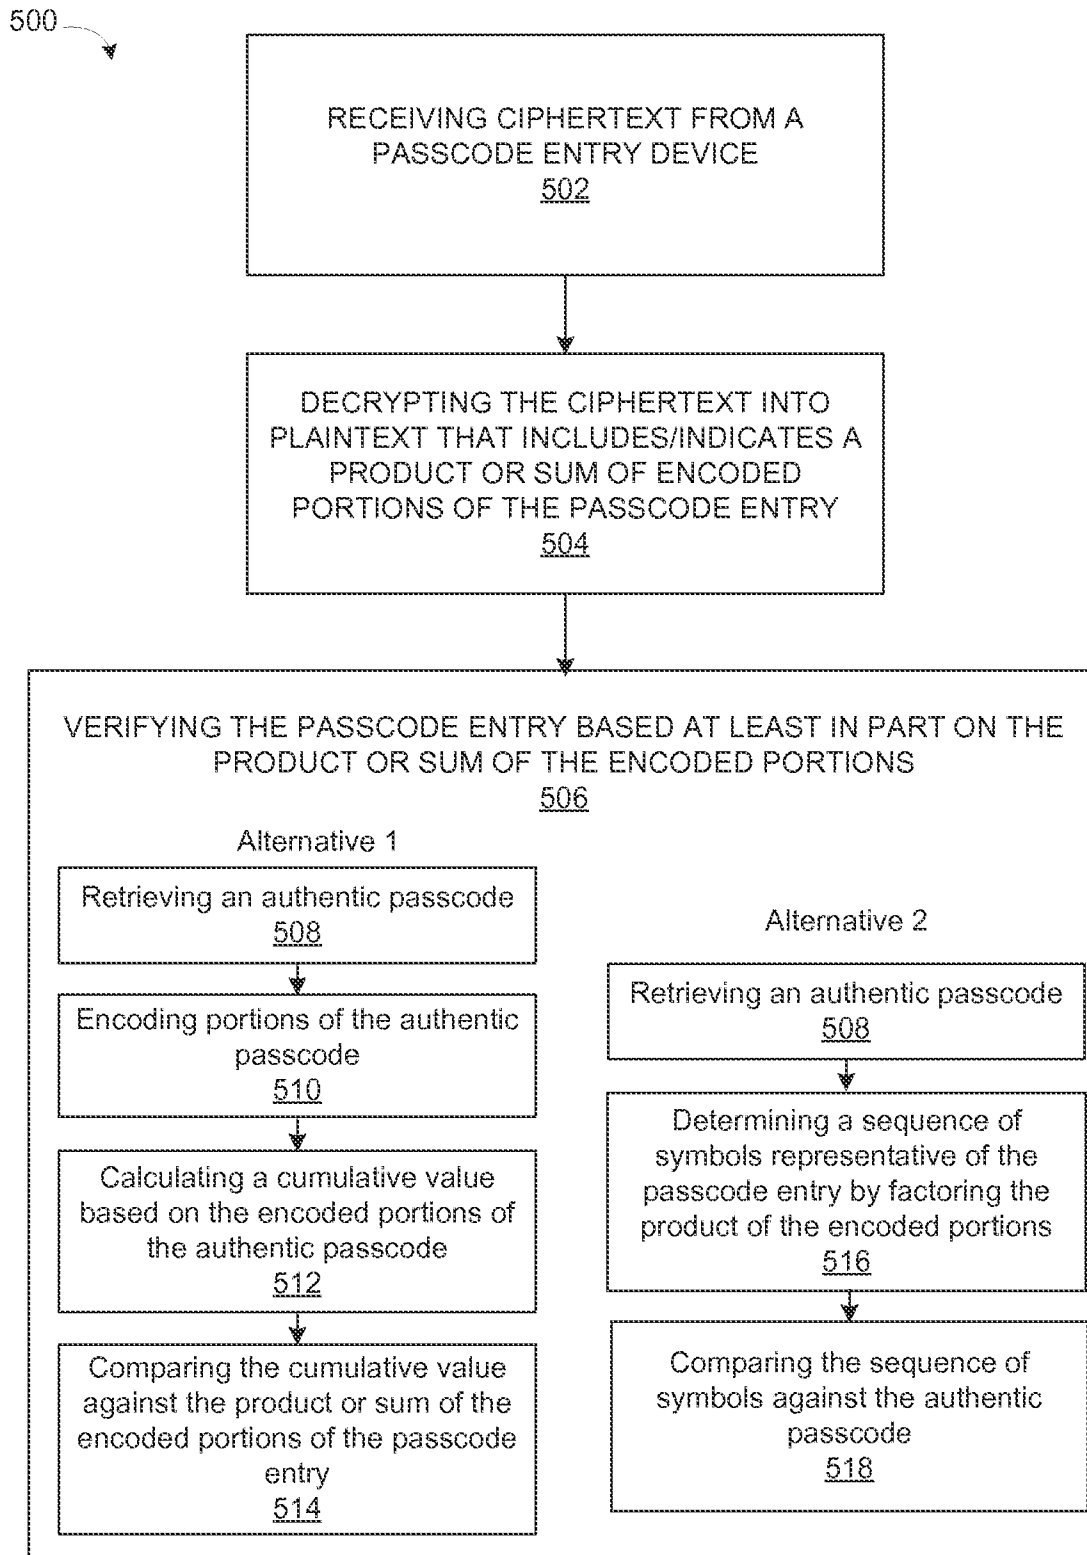 500
RECEIVING CIPHERTEXT FROM A
PASSCODE ENTRY DEVICE
502
DECRYPTING THE CIPHERTEXT INTO
PLAINTEXT THAT INCLUDES/INDICATES A
PRODUCT OR SUM OF ENCODED
PORTIONS OF THE PASSCODE ENTRY
504
VERIFYING THE PASSCODE ENTRY BASED AT LEAST IN PART ON THE
PRODUCT OR SUM OF THE ENCODED PORTIONS
506
Alternative 1
Retrieving an authentic passcode
508
Encoding portions of the authentic
passcode
510
Calculating a cumulative value
based on the encoded portions of
the authentic passcode
512
Comparing the cumulative value
against the product or sum of the
encoded portions of the passcode
entry
514
Alternative 2
Retrieving an authentic passcode
508
Determining a sequence of
symbols representative of the
passcode entry by factoring the
product of the encoded portions
516
Comparing the sequence of
symbols against the authentic
passcode
518